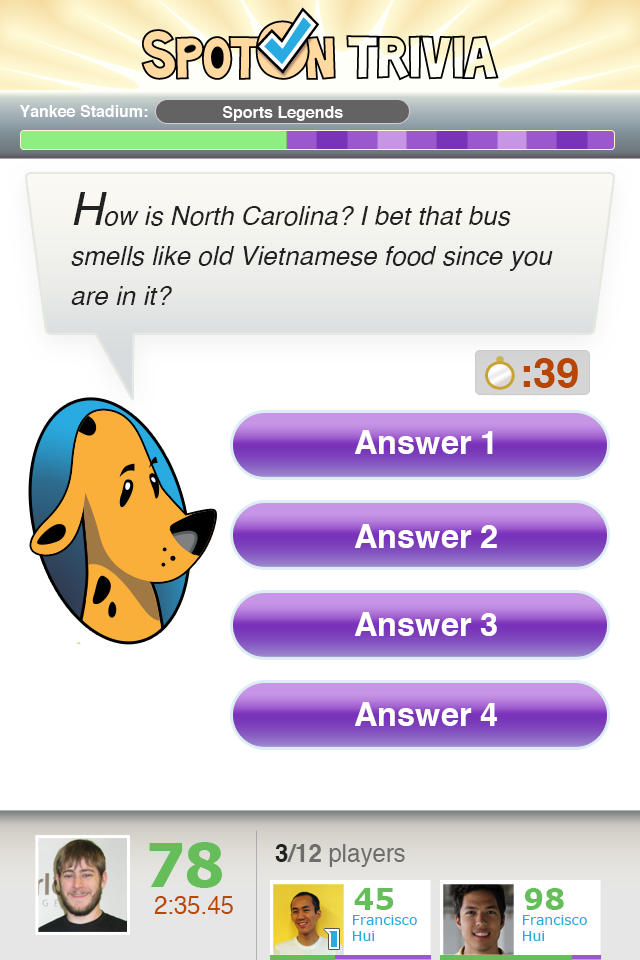 SPOTON TRIVIA
Yankee Stadium: Sports Legends
How is North Carolina? I bet that bus
smells like old Vietnamese food since you
are in it?
:39
Answer 1
Answer 2
Answer 3
Answer 4
78
2:35.45
3/12 players
45
Francisco
Hui
98
Francisco
Hui